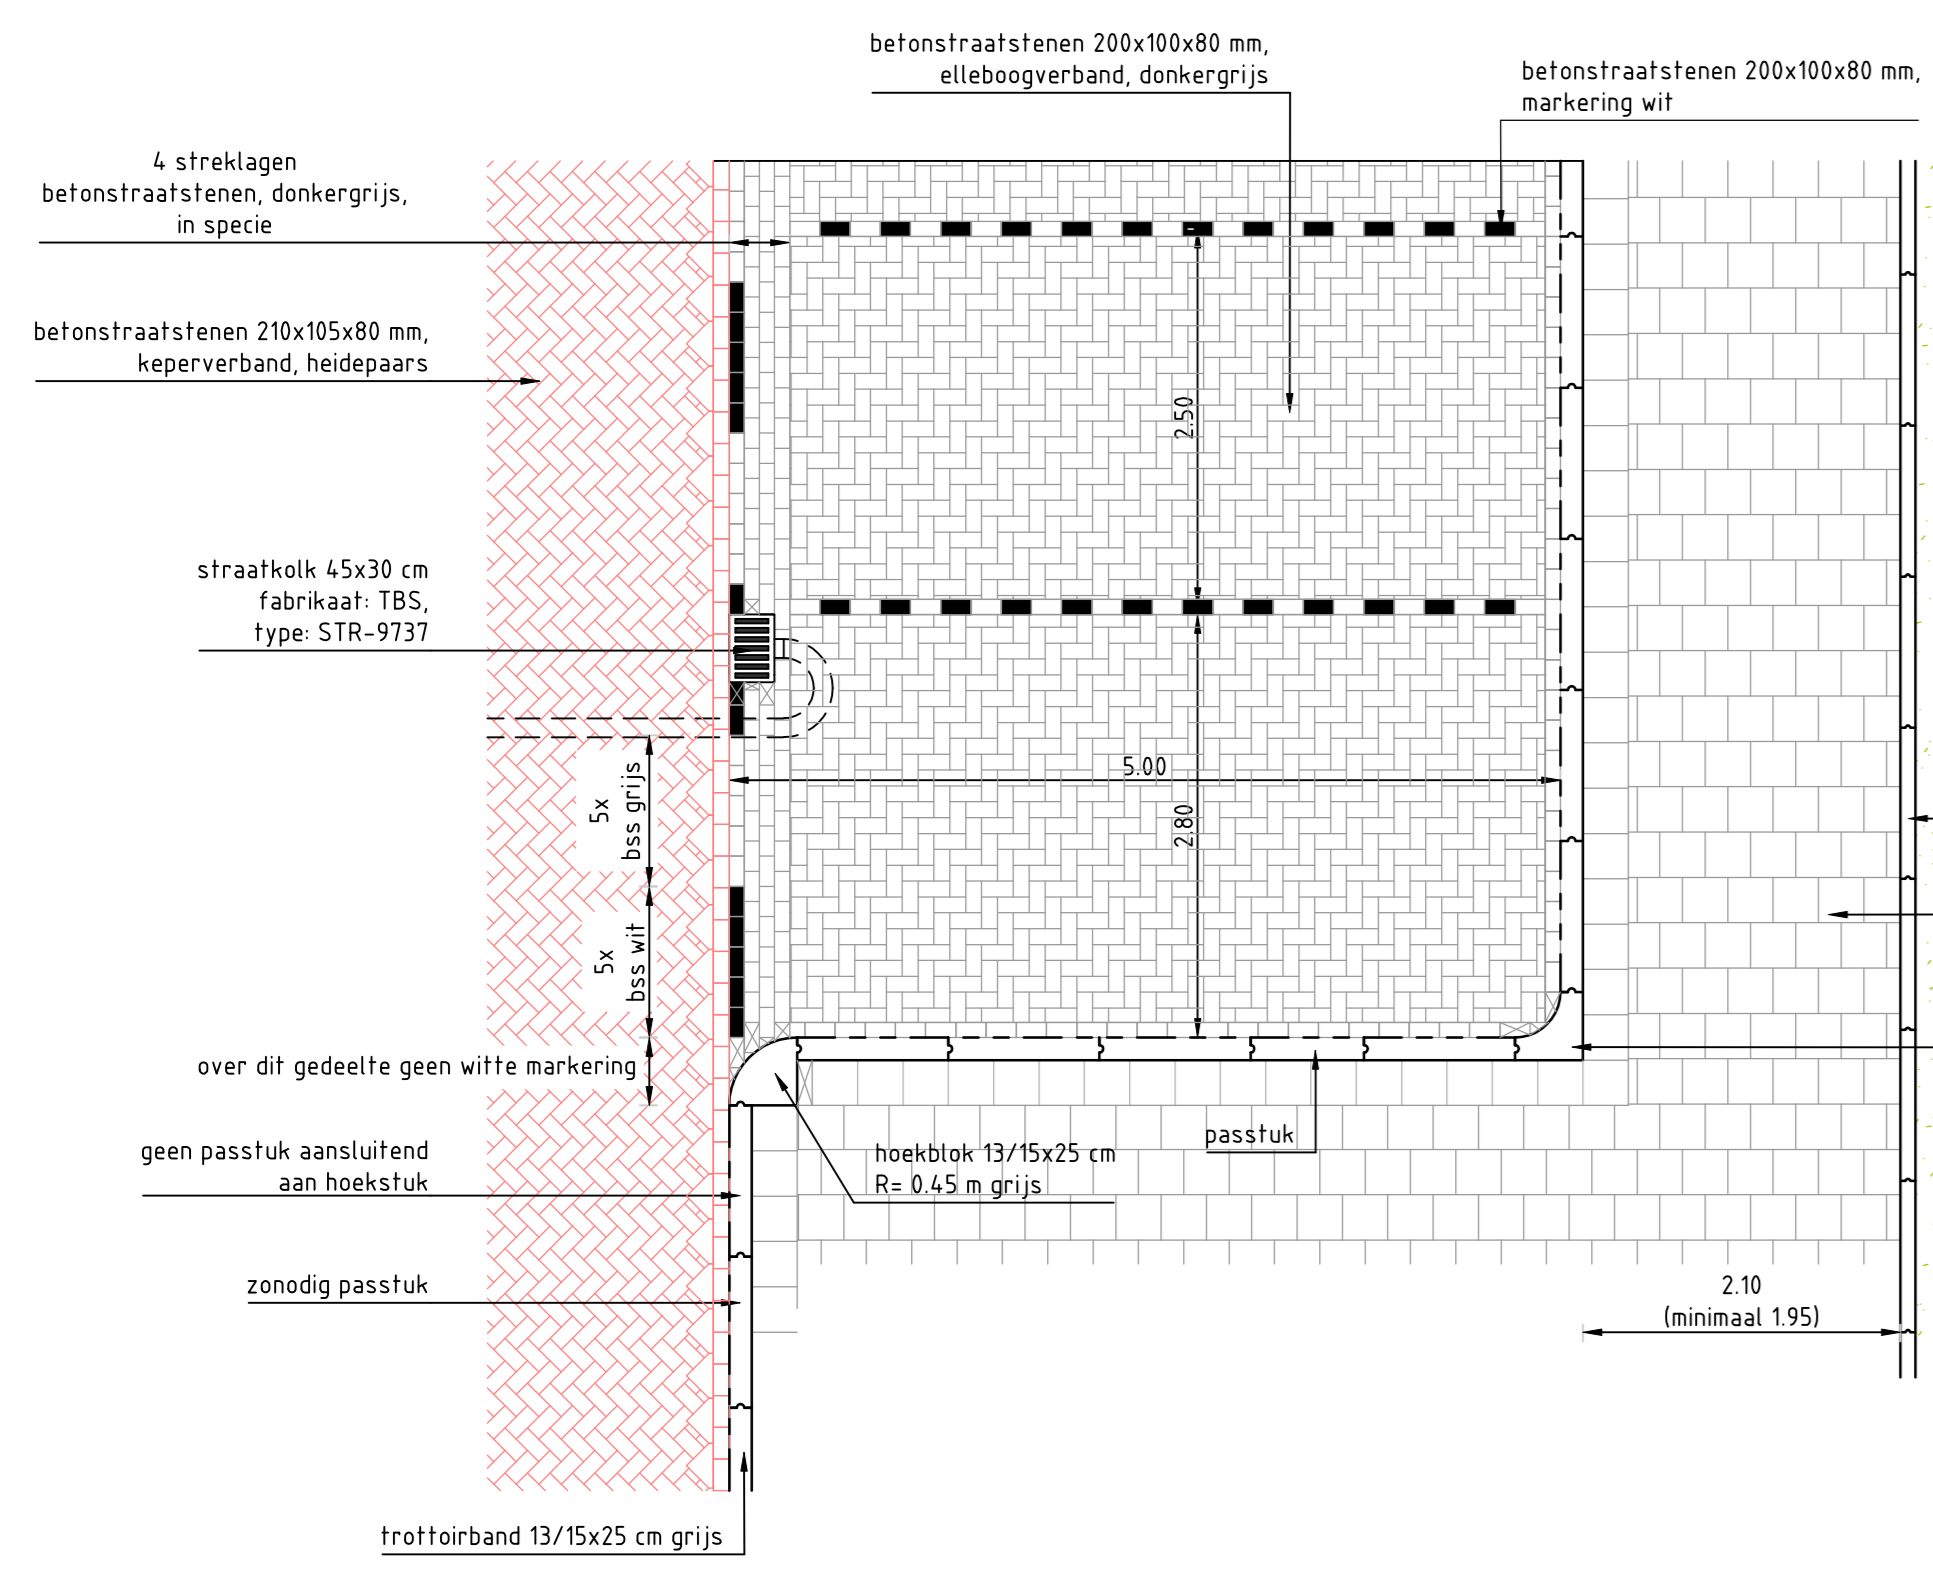 betonstraatstenen 200x100x80 mm,
elleboogverband, donkergrijs
betonstraatstenen 200x100x80 mm,
markering wit
4 streklagen
betonstraatstenen, donkergrijs,
in specie
betonstraatstenen 210x105x80 mm,
keperverband, heidepaars
2.50
straatkolk 45x30 cm
fabrikaat: TBS,
type: STR-9737
5.00
5x
bss grijs
2.80
5x
bss wit
over dit gedeelte geen witte markering
geen passtuk aansluitend
aan hoekstuk
passtuk
hoekblok 13/15x25 cm
R= 0.45 m grijs
zonodig passtuk
2.10
(minimaal 1.95)
trottoirband 13/15x25 cm grijs